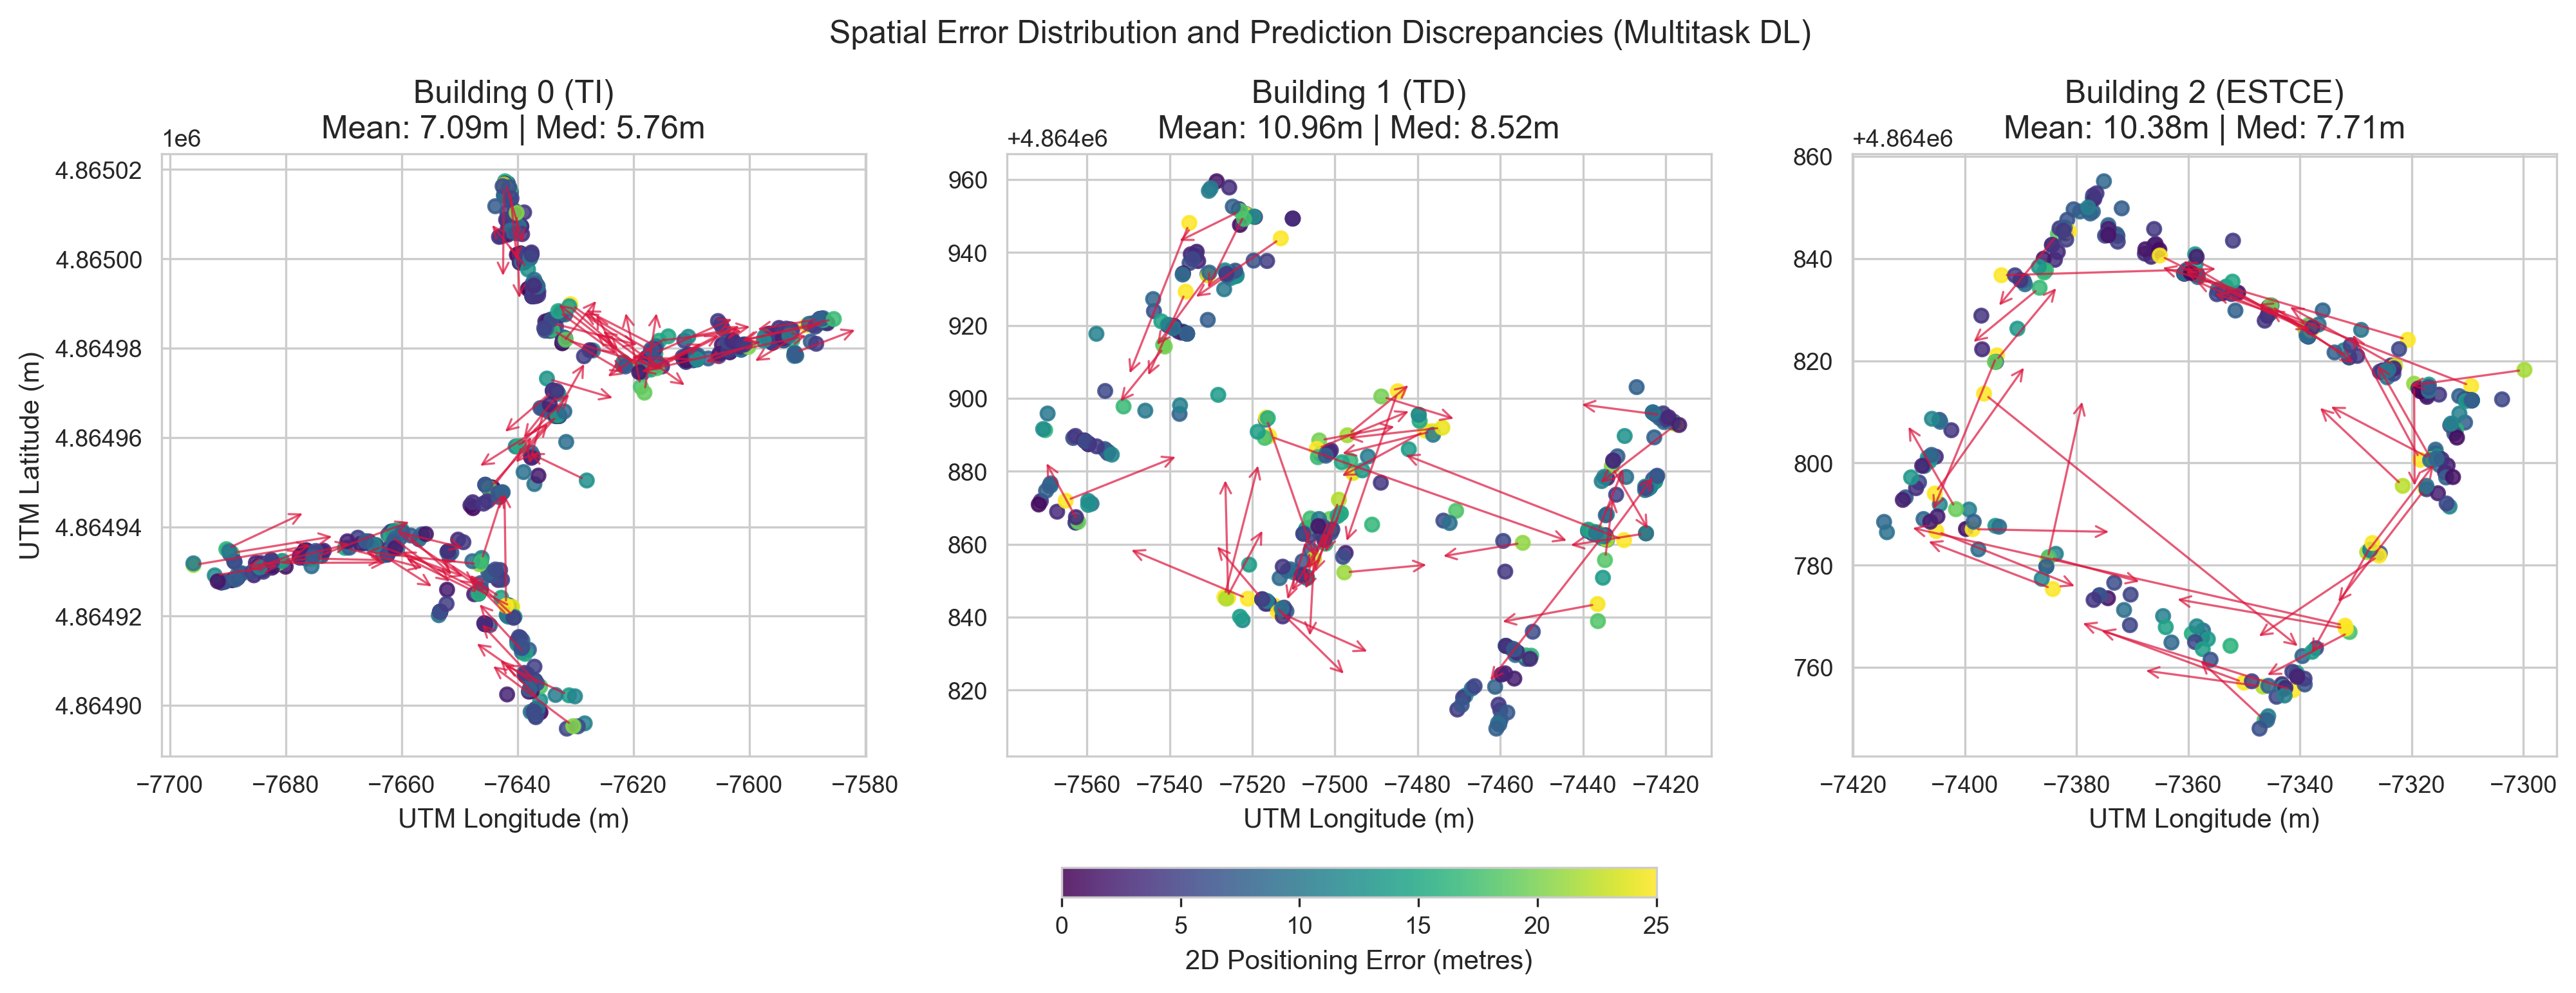 Spatial Error Distribution and Prediction Discrepancies (Multitask DL)
Building 0 (TI)
Mean: 7.09m | Med: 5.76m
1e6
4.86502
4.86500
4.86498
4.86496
4.86494
4.86492
4.86490
UTM Latitude (m)
−7700 −7680 −7660 −7640 −7620 −7600 −7580
UTM Longitude (m)
Building 1 (TD)
Mean: 10.96m | Med: 8.52m
+4.864e6
960
940
920
900
880
860
840
820
−7560 −7540 −7520 −7500 −7480 −7460 −7440 −7420
UTM Longitude (m)
Building 2 (ESTCE)
Mean: 10.38m | Med: 7.71m
+4.864e6
860
840
820
800
780
760
−7420 −7400 −7380 −7360 −7340 −7320 −7300
UTM Longitude (m)
0 5 10 15 20 25
2D Positioning Error (metres)